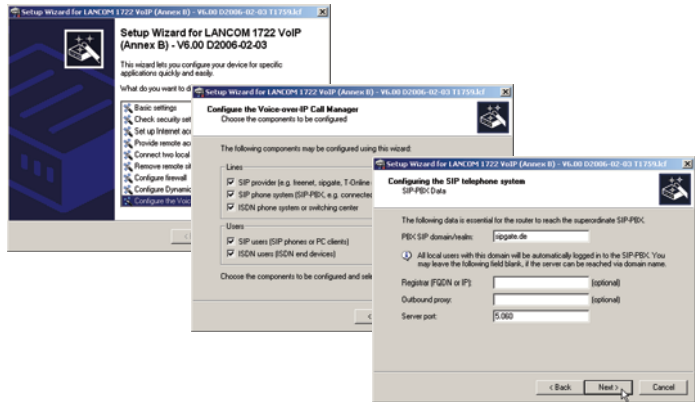 Setup Wizard for LANCOM 1722 VoIP (Annex B) - V6.00 D2006-02-03 T1759.lcf
Setup Wizard for LANCOM 1722 VoIP
(Annex B) - V6.00 D2006-02-03
This wizard lets you configure your device for specific
applications quickly and easily.
What do you want to d
Basic settings
Check security set
Set up Internet acc
Provide remote ac
Connect two local
Remove remote sit
Configure firewall
Configure Dynamic
Configure the Voic
Setup Wizard for LANCOM 1722 VoIP (Annex B) - V6.00 D2006-02-03 T1759.lcf
Configure the Voice-over-IP Call Manager
Choose the components to be configured
The following components may be configured using this wizard:
Lines
SIP provider (e.g. freenet, sipgate, T-Online
SIP phone system (SIP-PBX, e.g. connected
ISDN phone system or switching center
Users
SIP users (SIP phones or PC clients)
ISDN users (ISDN end devices)
Choose the components to be configured and sele
<
Setup Wizard for LANCOM 1722 VoIP (Annex B) - V6.00 D2006-02-03 T1759.lcf
Configuring the SIP telephone system
SIP-PBX Data
The following data is essential for the router to reach the superordinate SIP-PBX.
PBX SIP domain/realm: sipgate.de
All local users with this domain will be automatically logged in to the SIP-PBX. You
may leave the following field blank, if the server can be reached via domain name.
Registrar (FQDN or IP): (optional)
Outbound proxy: (optional)
Server port: 5.060
< Back Next > Cancel